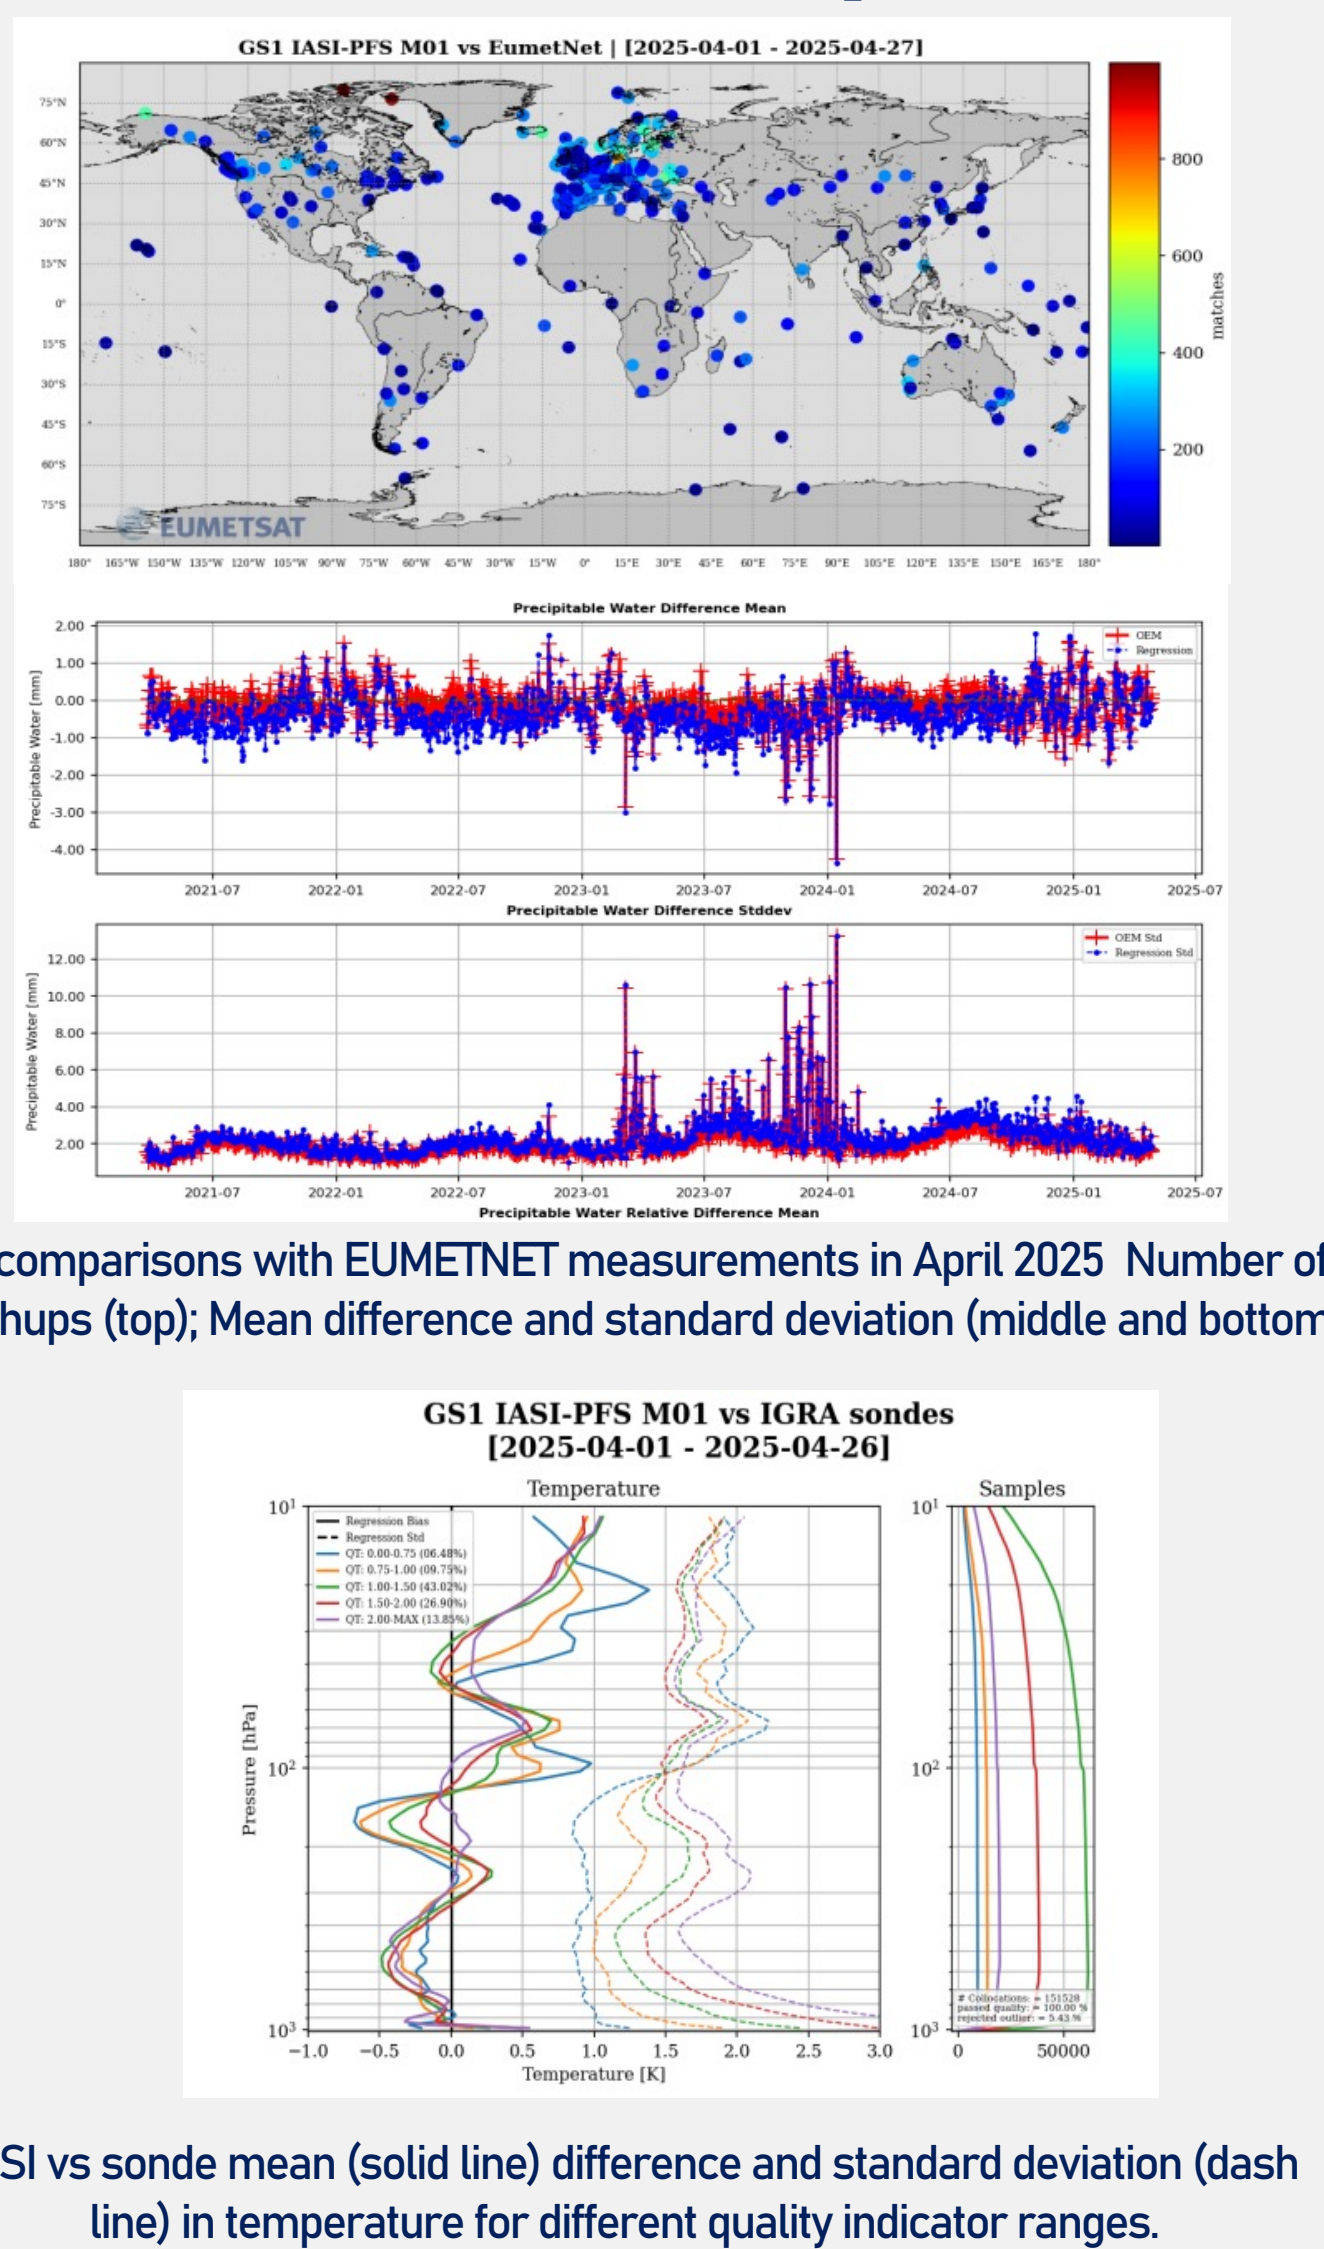 GS1 IASI-PFS M01 vs EumetNet | [2025-04-01 - 2025-04-27]
75°N
60°N
45°N
30°N
15°N
0°
15°S
30°S
45°S
60°S
75°S
EUMETSAT
180° 165°W 150°W 135°W 120°W 105°W 90°W 75°W 60°W 45°W 30°W 15°W 0° 15°E 30°E 45°E 60°E 75°E 90°E 105°E 120°E 135°E 150°E 165°E 180°
800
600
400
200
matches
Precipitable Water Difference Mean
Precipitable Water [mm]
2.00
1.00
0.00
-1.00
-2.00
-3.00
-4.00
OEM
Regression
2021-07 2022-01 2022-07 2023-01 2023-07 2024-01 2024-07 2025-01 2025-07
Precipitable Water Difference Stddev
Precipitable Water [mm]
12.00
10.00
8.00
6.00
4.00
2.00
OEM Std
Regression Std
2021-07 2022-01 2022-07 2023-01 2023-07 2024-01 2024-07 2025-01 2025-07
Precipitable Water Relative Difference Mean
comparisons with EUMETNET measurements in April 2025 Number of
hups (top); Mean difference and standard deviation (middle and bottom
GS1 IASI-PFS M01 vs IGRA sondes
[2025-04-01 - 2025-04-26]
Temperature
Pressure [hPa]
10¹
10²
10³
Regression Bias
Regression Std
QT: 0.00-0.75 (06.48%)
QT: 0.75-1.00 (09.75%)
QT: 1.00-1.50 (43.02%)
QT: 1.50-2.00 (26.90%)
QT: 2.00-MAX (13.85%)
−1.0 −0.5 0.0 0.5 1.0 1.5 2.0 2.5 3.0
Temperature [K]
Samples
10¹
10²
10³
# Collocations: = 151528
passed quality: = 100.00 %
rejected outlier: = 5.43 %
0 50000
SI vs sonde mean (solid line) difference and standard deviation (dash
line) in temperature for different quality indicator ranges.